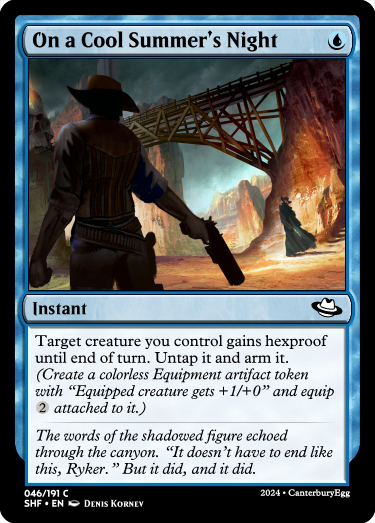 On a Cool Summer's Night
Instant
Target creature you control gains hexproof
until end of turn. Untap it and arm it.
(Create a colorless Equipment artifact token
with “Equipped creature gets +1/+0” and equip
2 attached to it.)
The words of the shadowed figure echoed
through the canyon. “It doesn’t have to end like
this, Ryker.” But it did, and it did.
046/191 C
SHF • EN Denis Kornev
2024 • CanterburyEgg